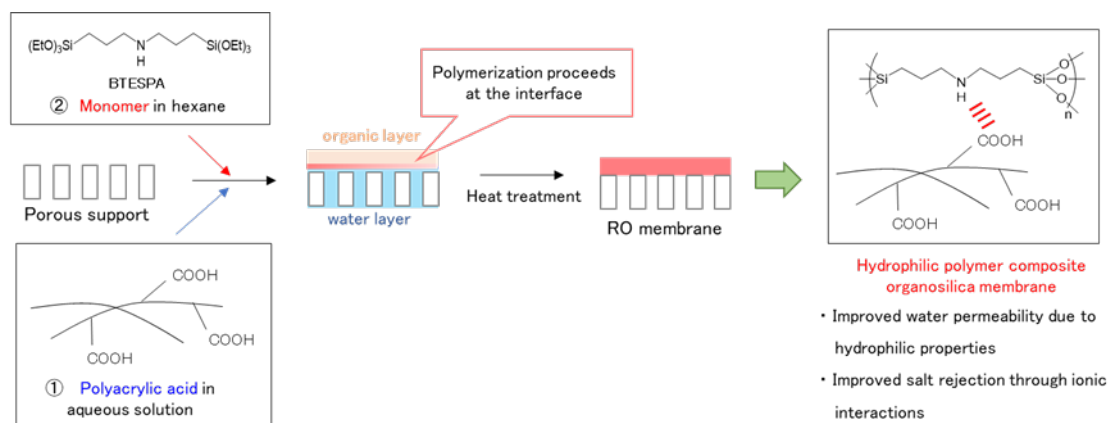 (EtO)₃Si
N
H
Si(OEt)₃
BTESPA
② Monomer in hexane
Porous support
COOH
COOH
COOH
COOH
① Polyacrylic acid in
aqueous solution
Polymerization proceeds
at the interface
organic layer
water layer
Heat treatment
RO membrane
Si
N
H
Si
O
O
O
n
COOH
COOH
COOH
Hydrophilic polymer composite
organosilica membrane
・Improved water permeability due to
hydrophilic properties
・Improved salt rejection through ionic
interactions